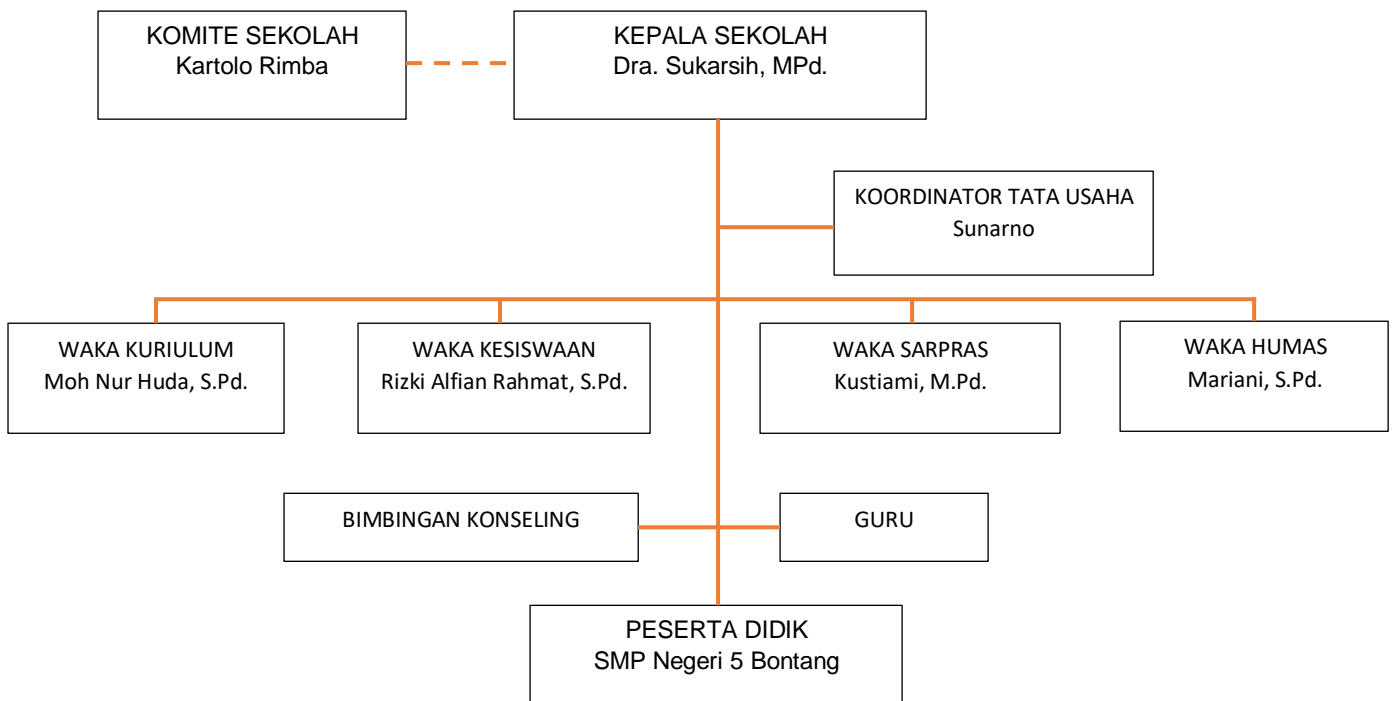 KOMITE SEKOLAH
Kartolo Rimba
KEPALA SEKOLAH
Dra. Sukarsih, MPd.
KOORDINATOR TATA USAHA
Sunarno
WAKA KURIULUM
Moh Nur Huda, S.Pd.
WAKA KESISWAAN
Rizki Alfian Rahmat, S.Pd.
WAKA SARPRAS
Kustiami, M.Pd.
WAKA HUMAS
Mariani, S.Pd.
BIMBINGAN KONSELING
GURU
PESERTA DIDIK
SMP Negeri 5 Bontang